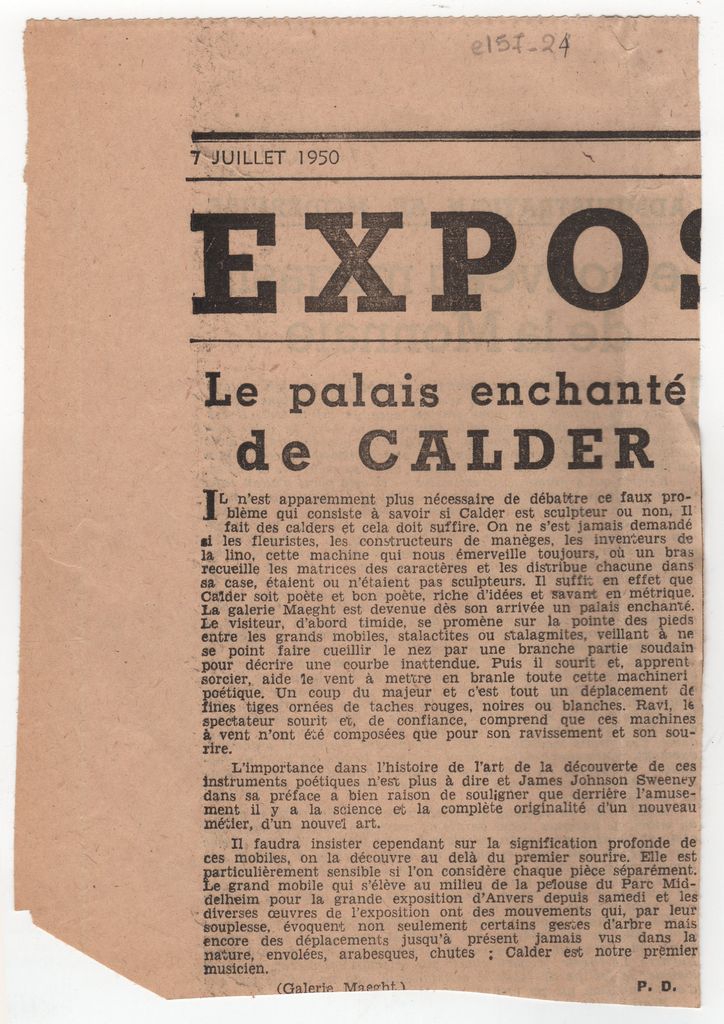 e157-24
7 JUILLET 1950
EXPOS
Le palais enchanté
de CALDER
IL n'est apparemment plus nécessaire de débattre ce faux pro-
blème qui consiste à savoir si Calder est sculpteur ou non. Il
fait des calders et cela doit suffire. On ne s'est jamais demandé
si les fleuristes, les constructeurs de manèges, les inventeurs de
la lino, cette machine qui nous émerveille toujours, où un bras
recueille les matrices des caractères et les distribue chacune dans
sa case, étaient ou n'étaient pas sculpteurs. Il suffit en effet que
Calder soit poète et bon poète, riche d'idées et savant en métrique.
La galerie Maeght est devenue dès son arrivée un palais enchanté.
Le visiteur, d'abord timide, se promène sur la pointe des pieds
entre les grands mobiles, stalactites ou stalagmites, veillant à ne
se point faire cueillir le nez par une branche partie soudain
pour décrire une courbe inattendue. Puis il sourit et, apprent
sorcier, aide le vent à mettre en branle toute cette machineri
poétique. Un coup du majeur et c'est tout un déplacement de
fines tiges ornées de taches rouges, noires ou blanches. Ravi, le
spectateur sourit et, de confiance, comprend que ces machines
à vent n'ont été composées que pour son ravissement et son sou-
rire.
L'importance dans l'histoire de l'art de la découverte de ces
instruments poétiques n'est plus à dire et James Johnson Sweeney
dans sa préface a bien raison de souligner que derrière l'amuse-
ment il y a la science et la complète originalité d'un nouveau
métier, d'un nouvel art.
Il faudra insister cependant sur la signification profonde de
ces mobiles, on la découvre au delà du premier sourire. Elle est
particulièrement sensible si l'on considère chaque pièce séparément.
Le grand mobile qui s'élève au milieu de la pelouse du Parc Mid-
delheim pour la grande exposition d'Anvers depuis samedi et les
diverses œuvres de l'exposition ont des mouvements qui, par leur
souplesse, évoquent non seulement certains gestes d'arbre mais
encore des déplacements jusqu'à présent jamais vus dans la
nature, envolées, arabesques, chutes ; Calder est notre premier
musicien.
(Galerie Maeght.) P. D.